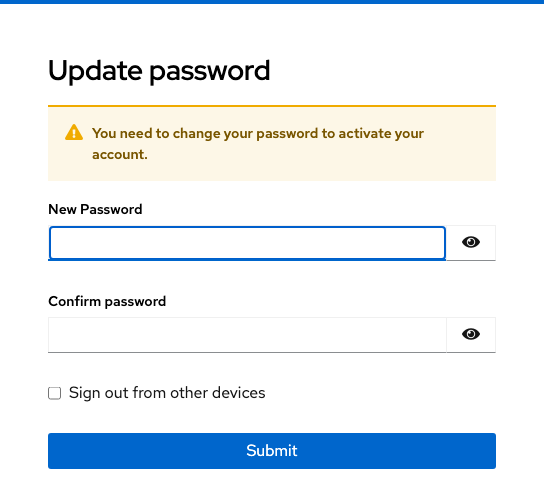 Update password
You need to change your password to activate your
account.
New Password
Confirm password
Sign out from other devices
Submit